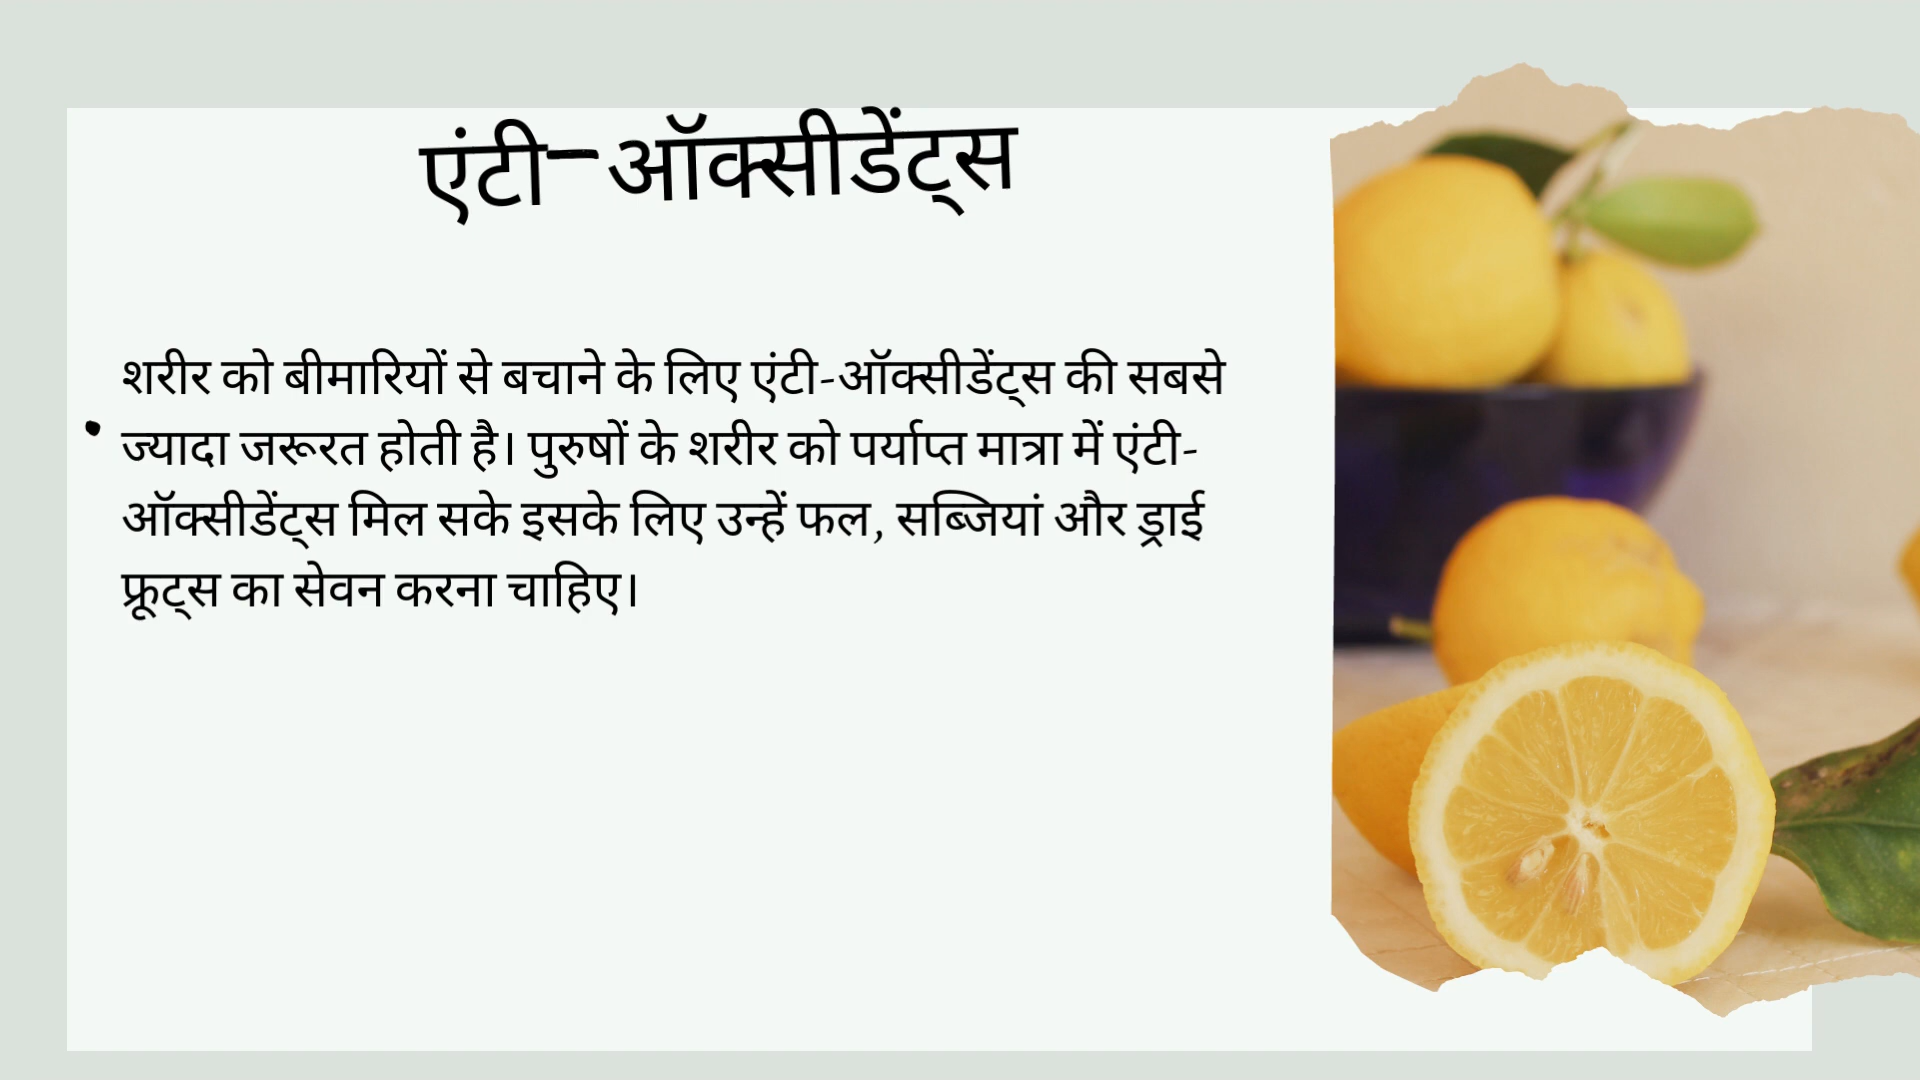 एंटी-ऑक्सीडेंट्स
• शरीर को बीमारियों से बचाने के लिए एंटी-ऑक्सीडेंट्स की सबसे
ज्यादा जरूरत होती है। पुरुषों के शरीर को पर्याप्त मात्रा में एंटी-
ऑक्सीडेंट्स मिल सके इसके लिए उन्हें फल, सब्जियां और ड्राई
फ्रूट्स का सेवन करना चाहिए।